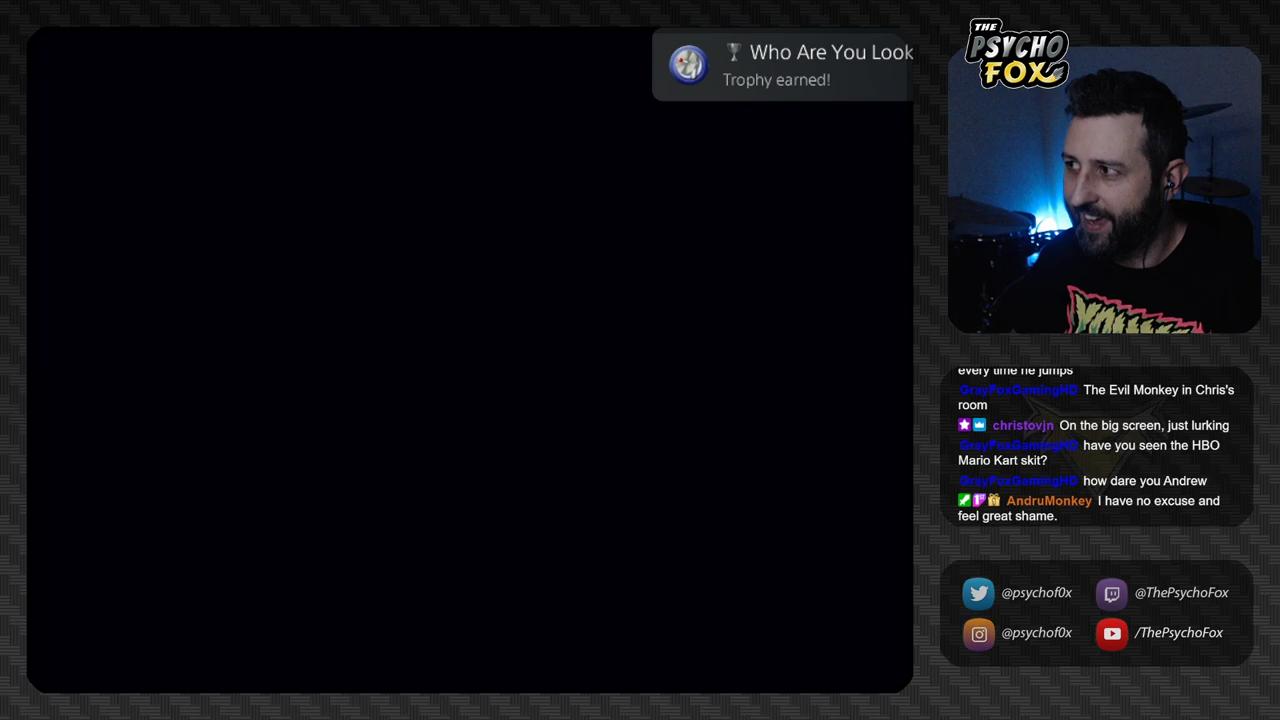 Who Are You Look
Trophy earned!
THE
PSYCHO
FOX
every time he jumps
GrayFoxGamingHD The Evil Monkey in Chris's
room
christovjn On the big screen, just lurking
GrayFoxGamingHD have you seen the HBO
Mario Kart skit?
GrayFoxGamingHD how dare you Andrew
AndruMonkey I have no excuse and
feel great shame.
@psychof0x
@ThePsychoFox
@psychof0x
/ThePsychoFox